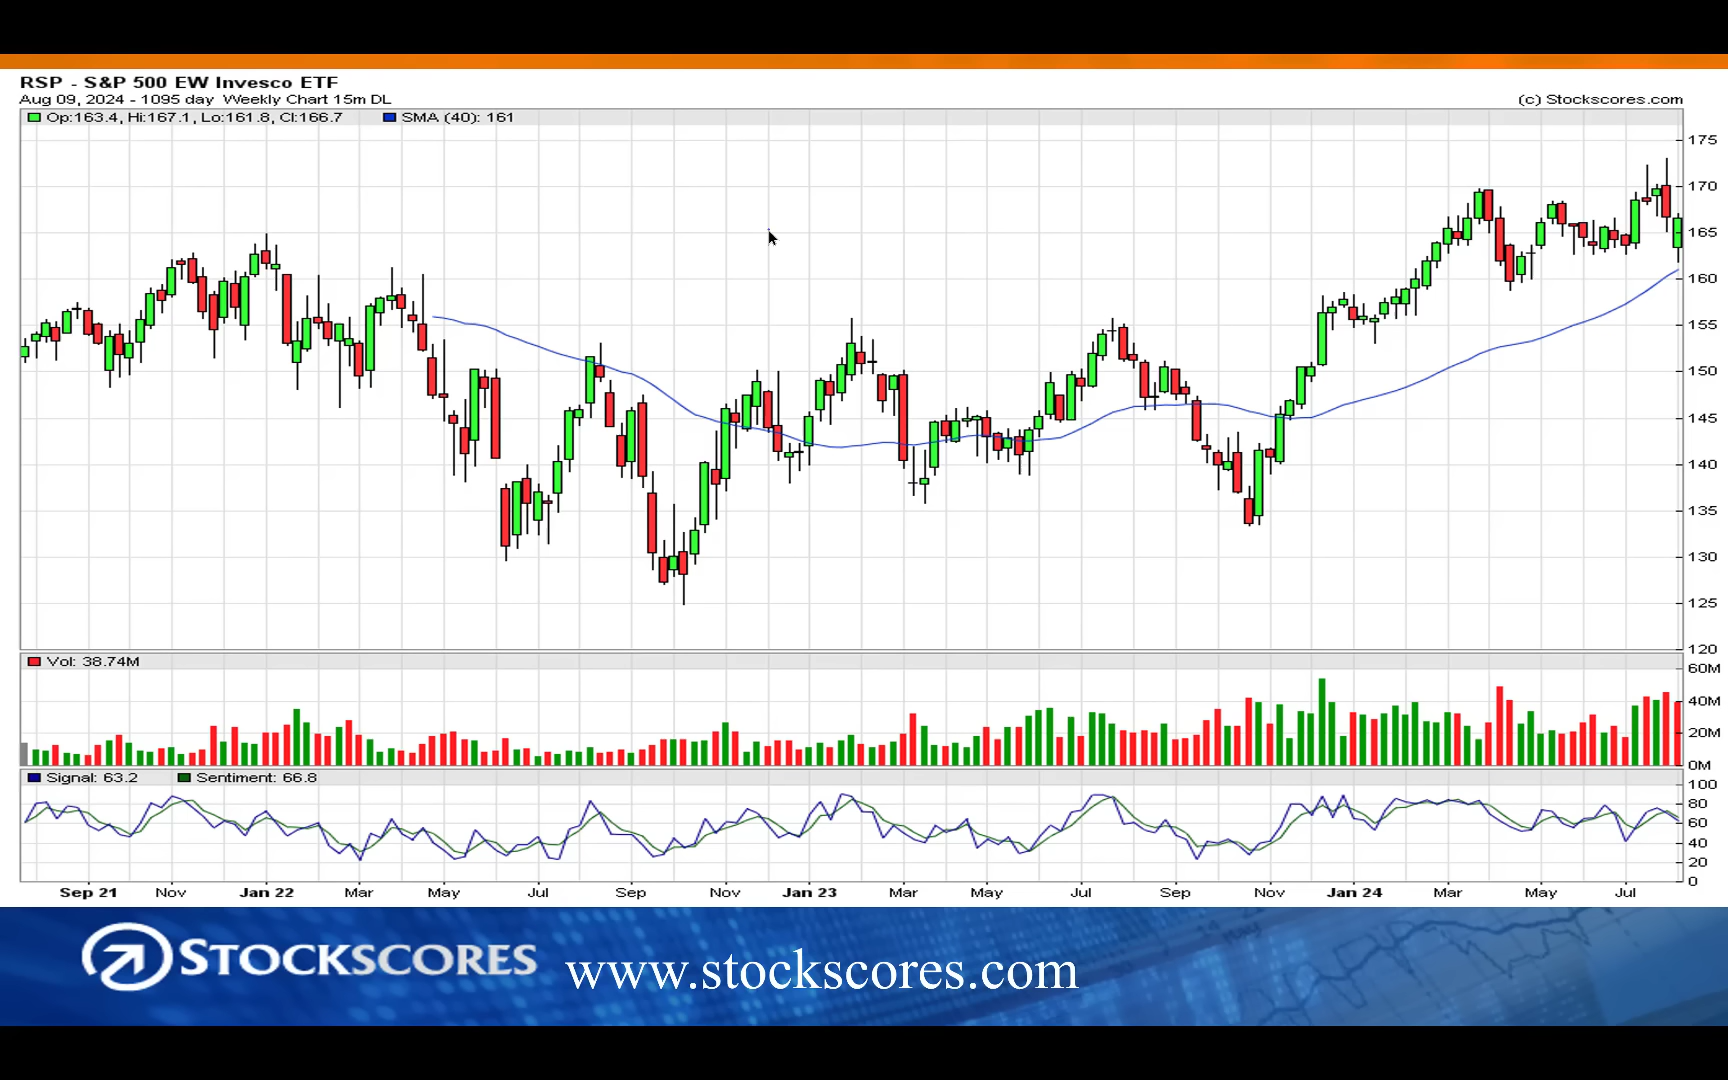 RSP - S&P 500 EW Invesco ETF
Aug 09, 2024 - 1095 day Weekly Chart 15m DL
(c) Stockscores.com
Op:163.4, Hi:167.1, Lo:161.8, Cl:166.7 SMA (40): 161
175
170
165
160
155
150
145
140
135
130
125
120
Vol: 38.74M
60M
40M
20M
0M
Signal: 63.2 Sentiment: 66.8
100
80
60
40
20
0
Sep 21 Nov Jan 22 Mar May Jul Sep Nov Jan 23 Mar May Jul Sep Nov Jan 24 Mar May Jul
STOCKSCORES www.stockscores.com